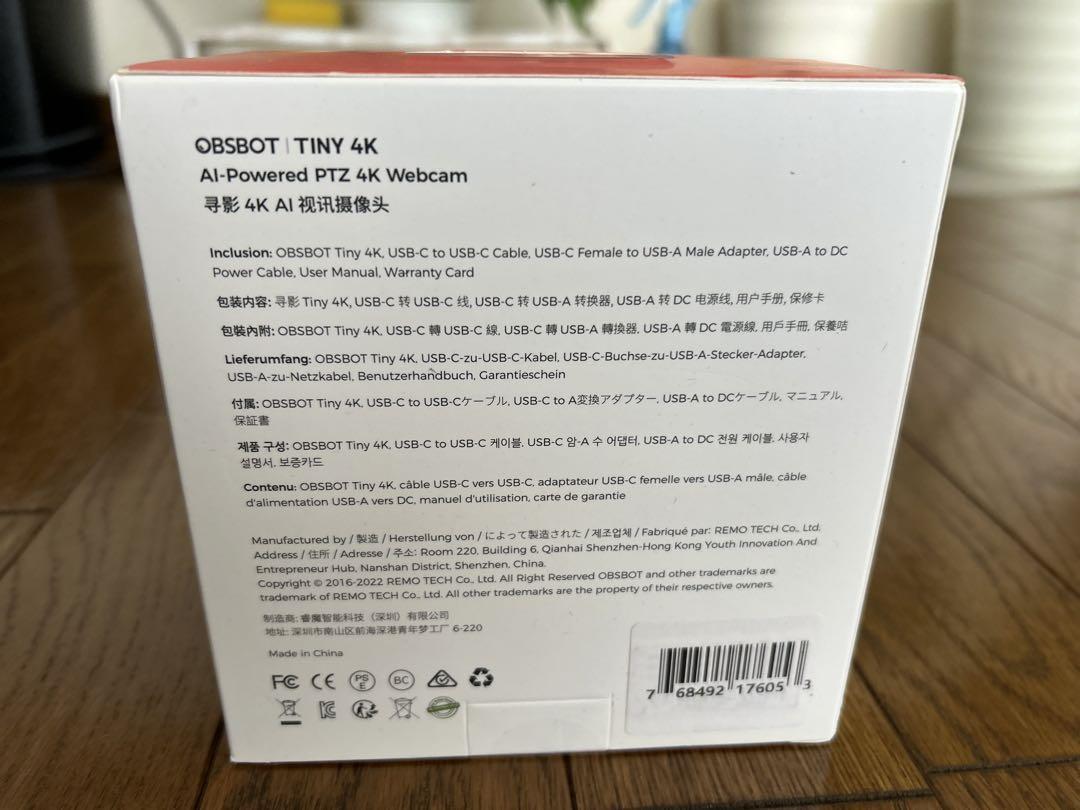 OBSBOT | TINY 4K
AI-Powered PTZ 4K Webcam
寻影 4K AI 视讯摄像头
Inclusion: OBSBOT Tiny 4K, USB-C to USB-C Cable, USB-C Female to USB-A Male Adapter, USB-A to DC
Power Cable, User Manual, Warranty Card
包装内容: 寻影 Tiny 4K, USB-C 转 USB-C 线, USB-C 转 USB-A 转换器, USB-A 转 DC 电源线, 用户手册, 保修卡
包裝內附: OBSBOT Tiny 4K, USB-C 轉 USB-C 線, USB-C 轉 USB-A 轉換器, USB-A 轉 DC 電源線, 用戶手冊, 保養咭
Lieferumfang: OBSBOT Tiny 4K, USB-C-zu-USB-C-Kabel, USB-C-Buchse-zu-USB-A-Stecker-Adapter,
USB-A-zu-Netzkabel, Benutzerhandbuch, Garantieschein
付属: OBSBOT Tiny 4K, USB-C to USB-Cケーブル, USB-C to A変換アダプター, USB-A to DCケーブル, マニュアル,
保証書
제품 구성: OBSBOT Tiny 4K, USB-C to USB-C 케이블, USB-C 암-A 수 어댑터, USB-A to DC 전원 케이블, 사용자
설명서, 보증카드
Contenu: OBSBOT Tiny 4K, câble USB-C vers USB-C, adaptateur USB-C femelle vers USB-A mâle, câble
d'alimentation USB-A vers DC, manuel d'utilisation, carte de garantie
Manufactured by / 製造 / Herstellung von / によって製造された / 제조업체 / Fabriqué par: REMO TECH Co., Ltd.
Address / 住所 / Adresse / 주소: Room 220, Building 6, Qianhai Shenzhen-Hong Kong Youth Innovation And
Entrepreneur Hub, Nanshan District, Shenzhen, China.
Copyright © 2016-2022 REMO TECH Co., Ltd. All Right Reserved OBSBOT and other trademarks are
trademark of REMO TECH Co., Ltd. All other trademarks are the property of their respective owners.
制造商: 睿魔智能科技（深圳）有限公司
地址: 深圳市南山区前海深港青年梦工厂 6-220
Made in China
FC CE PSE BC
7 68492 17605 3